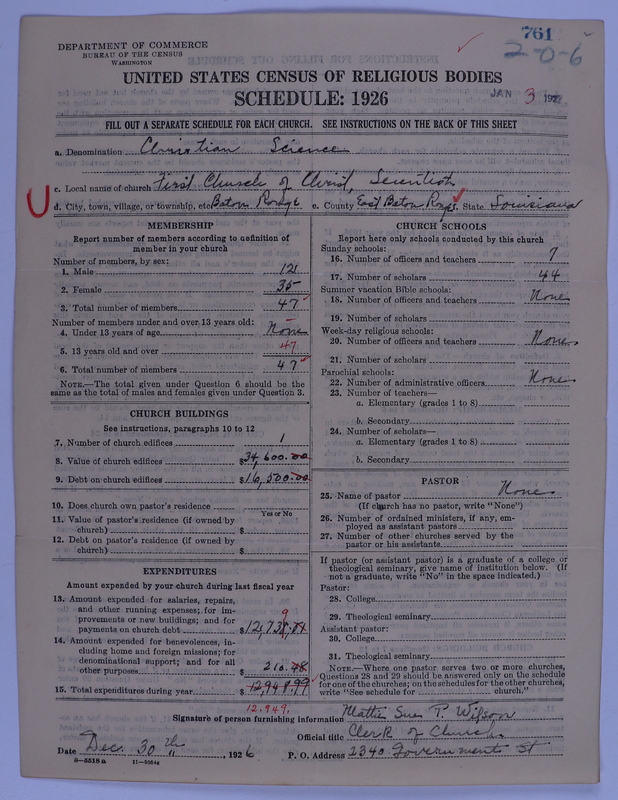 761
2-0-6
DEPARTMENT OF COMMERCE
BUREAU OF THE CENSUS
WASHINGTON
UNITED STATES CENSUS OF RELIGIOUS BODIES
SCHEDULE: 1926
JAN 3 192
FILL OUT A SEPARATE SCHEDULE FOR EACH CHURCH. SEE INSTRUCTIONS ON THE BACK OF THIS SHEET
a. Denomination Christian Science
c. Local name of church First Church of Christ, Scientist
U d. City, town, village, or township, etc. Baton Rouge e. County East Baton Rouge State Louisiana
MEMBERSHIP
Report number of members according to definition of
member in your church
Number of members, by sex:
1. Male 12
2. Female 35
3. Total number of members 47
Number of members under and over 13 years old:
4. Under 13 years of age None
5. 13 years old and over 47
6. Total number of members 47
NOTE.—The total given under Question 6 should be the
same as the total of males and females given under Question 3.
CHURCH BUILDINGS
See instructions, paragraphs 10 to 12
7. Number of church edifices 1
8. Value of church edifices $34,600.00
9. Debt on church edifices $16,500.00
10. Does church own pastor's residence
Yes or No
11. Value of pastor's residence (if owned by
church) $
12. Debt on pastor's residence (if owned by
church) $
EXPENDITURES
Amount expended by your church during last fiscal year
13. Amount expended for salaries, repairs,
and other running expenses; for im-
provements or new buildings; and for 9
payments on church debt $12,738.
14. Amount expended for benevolences, in-
cluding home and foreign missions; for
denominational support; and for all
other purposes $ 210.
15. Total expenditures during year $ 12,948.99
12.949.
CHURCH SCHOOLS
Report here only schools conducted by this church
Sunday schools:
16. Number of officers and teachers 7
17. Number of scholars 44
Summer vacation Bible schools:
18. Number of officers and teachers None
19. Number of scholars
Week-day religious schools:
20. Number of officers and teachers None
21. Number of scholars
Parochial schools:
22. Number of administrative officers None
23. Number of teachers—
a. Elementary (grades 1 to 8)
b. Secondary
24. Number of scholars—
a. Elementary (grades 1 to 8)
b. Secondary
PASTOR
25. Name of pastor None
(If church has no pastor, write "None")
26. Number of ordained ministers, if any, em-
ployed as assistant pastors
27. Number of other churches served by the
pastor or his assistants
If pastor (or assistant pastor) is a graduate of a college or
theological seminary, give name of institution below. (If
not a graduate, write "No" in the space indicated.)
Pastor:
28. College
29. Theological seminary
Assistant pastor:
30. College
31. Theological seminary
NOTE.—Where one pastor serves two or more churches,
Questions 28 and 29 should be answered only on the schedule
for one of the churches; on the schedules for the other churches,
write "See schedule for church."
Signature of person furnishing information Mattie Sue T. Wilson
Official title Clerk of Church
Date Dec. 30th, 1926 P. O. Address 2340 Government St
8-5518a 11-9064a